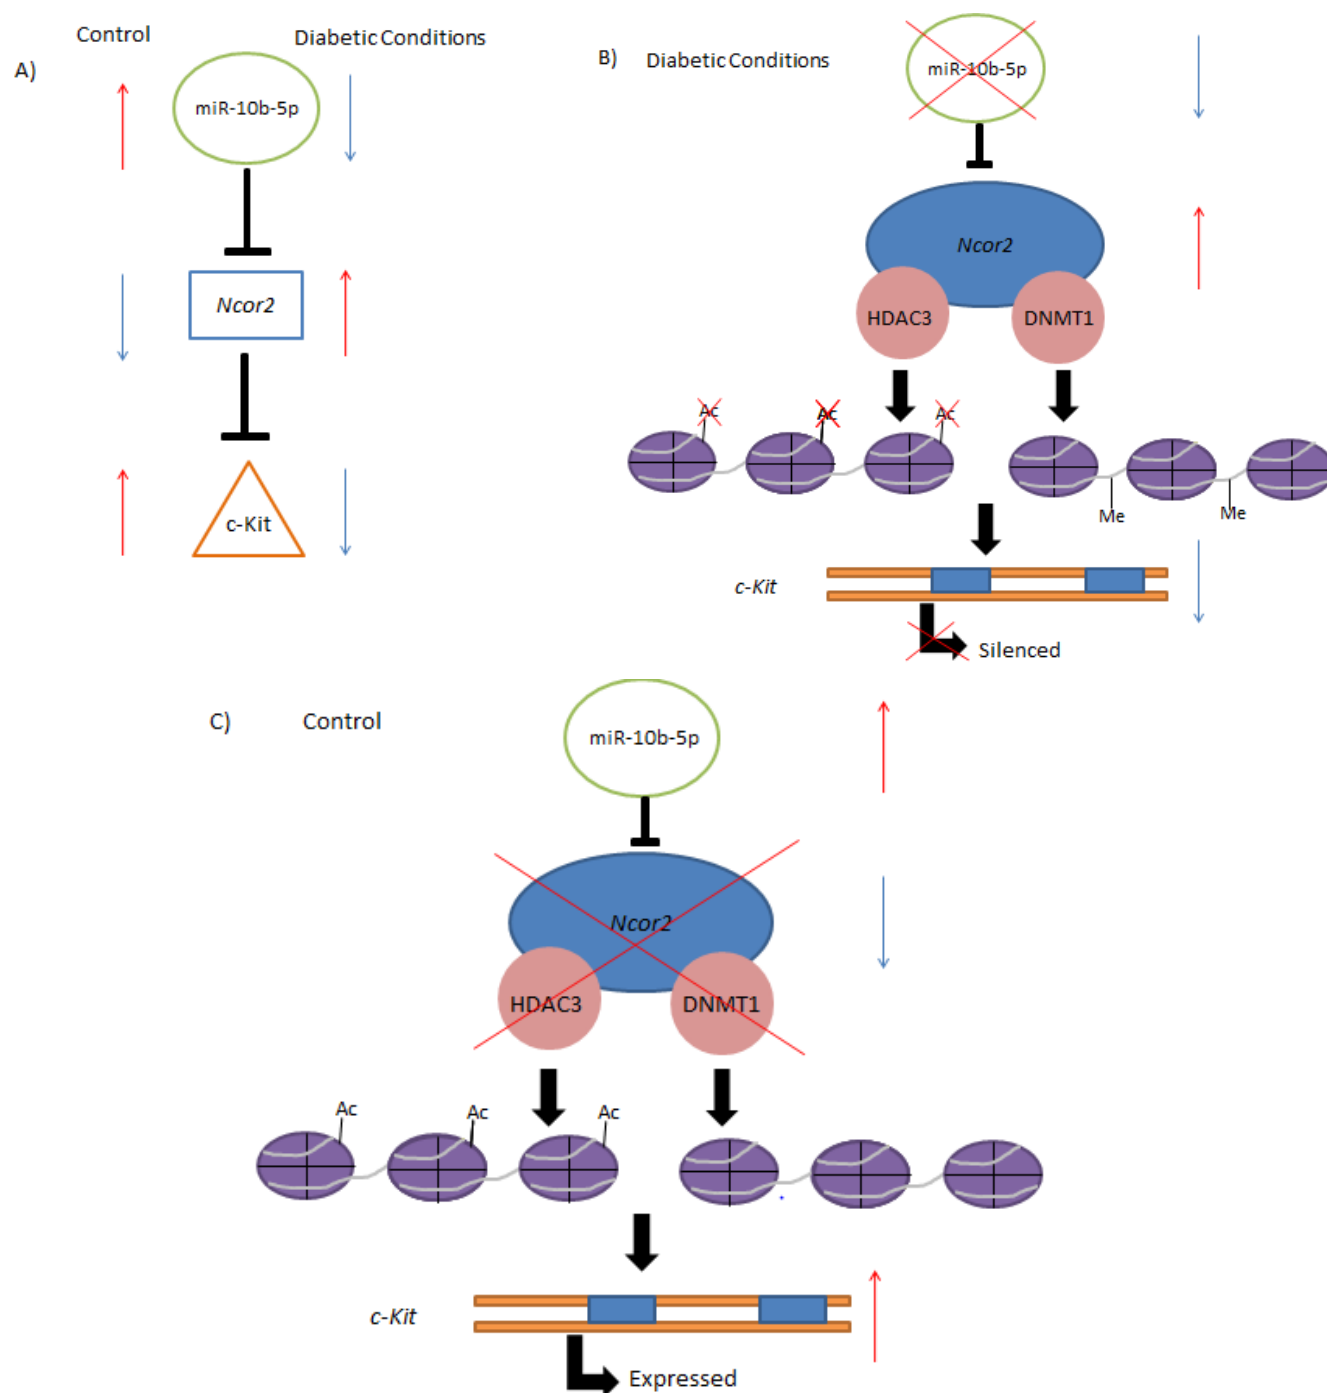 Control
Diabetic Conditions
A)
miR-10b-5p
Ncor2
c-Kit
B) Diabetic Conditions
miR-10b-5p
Ncor2
HDAC3
DNMT1
Ac
Ac
Ac
Me
Me
c-Kit
Silenced
C) Control
miR-10b-5p
Ncor2
HDAC3
DNMT1
Ac
Ac
Ac
c-Kit
Expressed